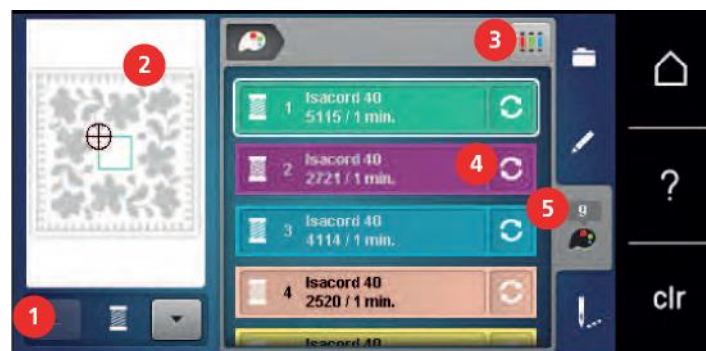 2
3
1 Isacord 40
5115 / 1 min.
2 Isacord 40
2721 / 1 min.
4
3 Isacord 40
4114 / 1 min.
4 Isacord 40
2520 / 1 min.
Isacord 40
5
9
?
clr
1